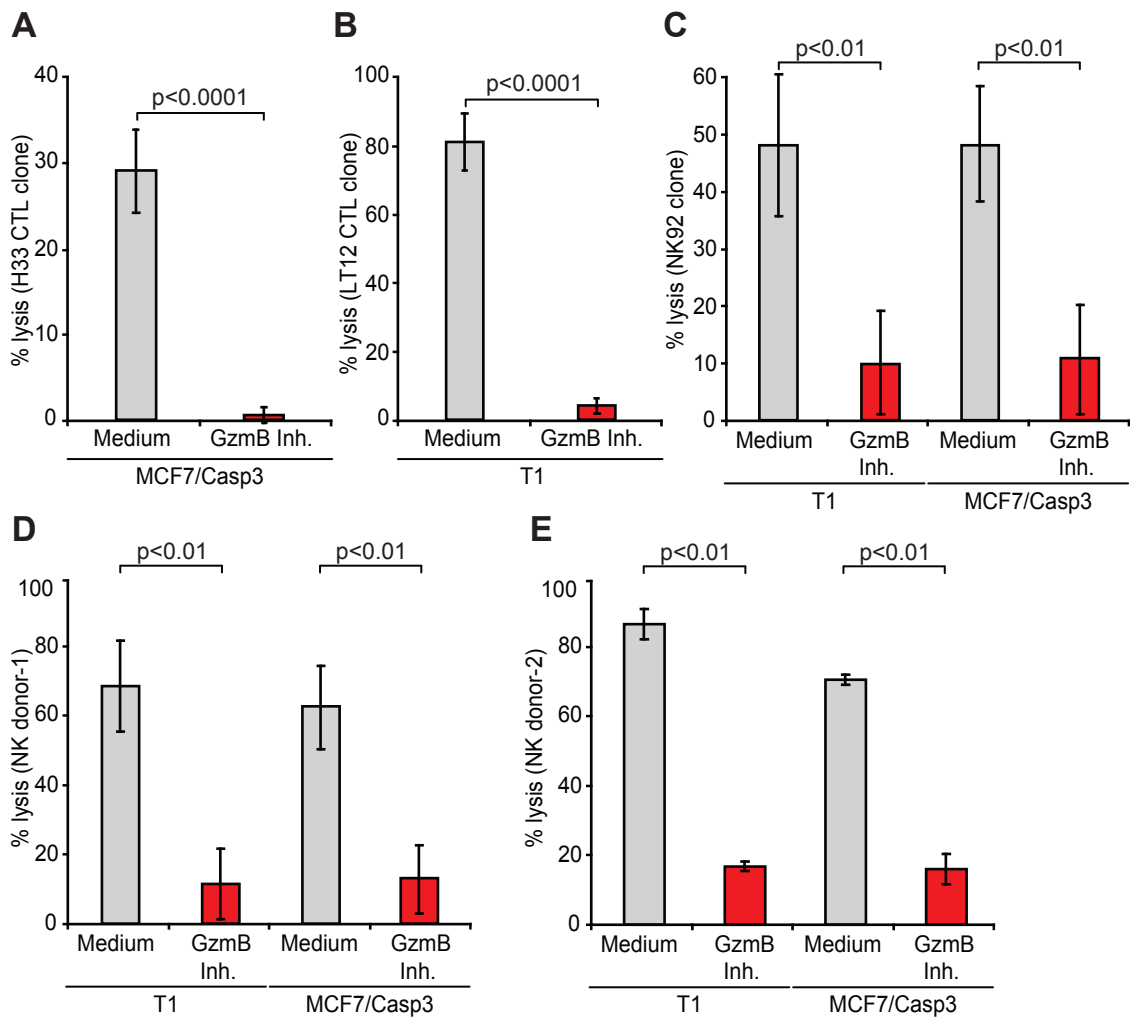 A
% lysis (H33 CTL clone)
40
30
20
10
0
p<0.0001
Medium
GzmB Inh.
MCF7/Casp3
B
% lysis (LT12 CTL clone)
100
80
60
40
20
0
p<0.0001
Medium
GzmB Inh.
T1
C
% lysis (NK92 clone)
60
50
40
30
20
10
0
p<0.01
p<0.01
Medium
GzmB
Inh.
Medium
GzmB
Inh.
T1
MCF7/Casp3
D
% lysis (NK donor-1)
100
80
60
40
20
0
p<0.01
p<0.01
Medium
GzmB
Inh.
Medium
GzmB
Inh.
T1
MCF7/Casp3
E
% lysis (NK donor-2)
100
80
60
40
20
0
p<0.01
p<0.01
Medium
GzmB
Inh.
Medium
GzmB
Inh.
T1
MCF7/Casp3